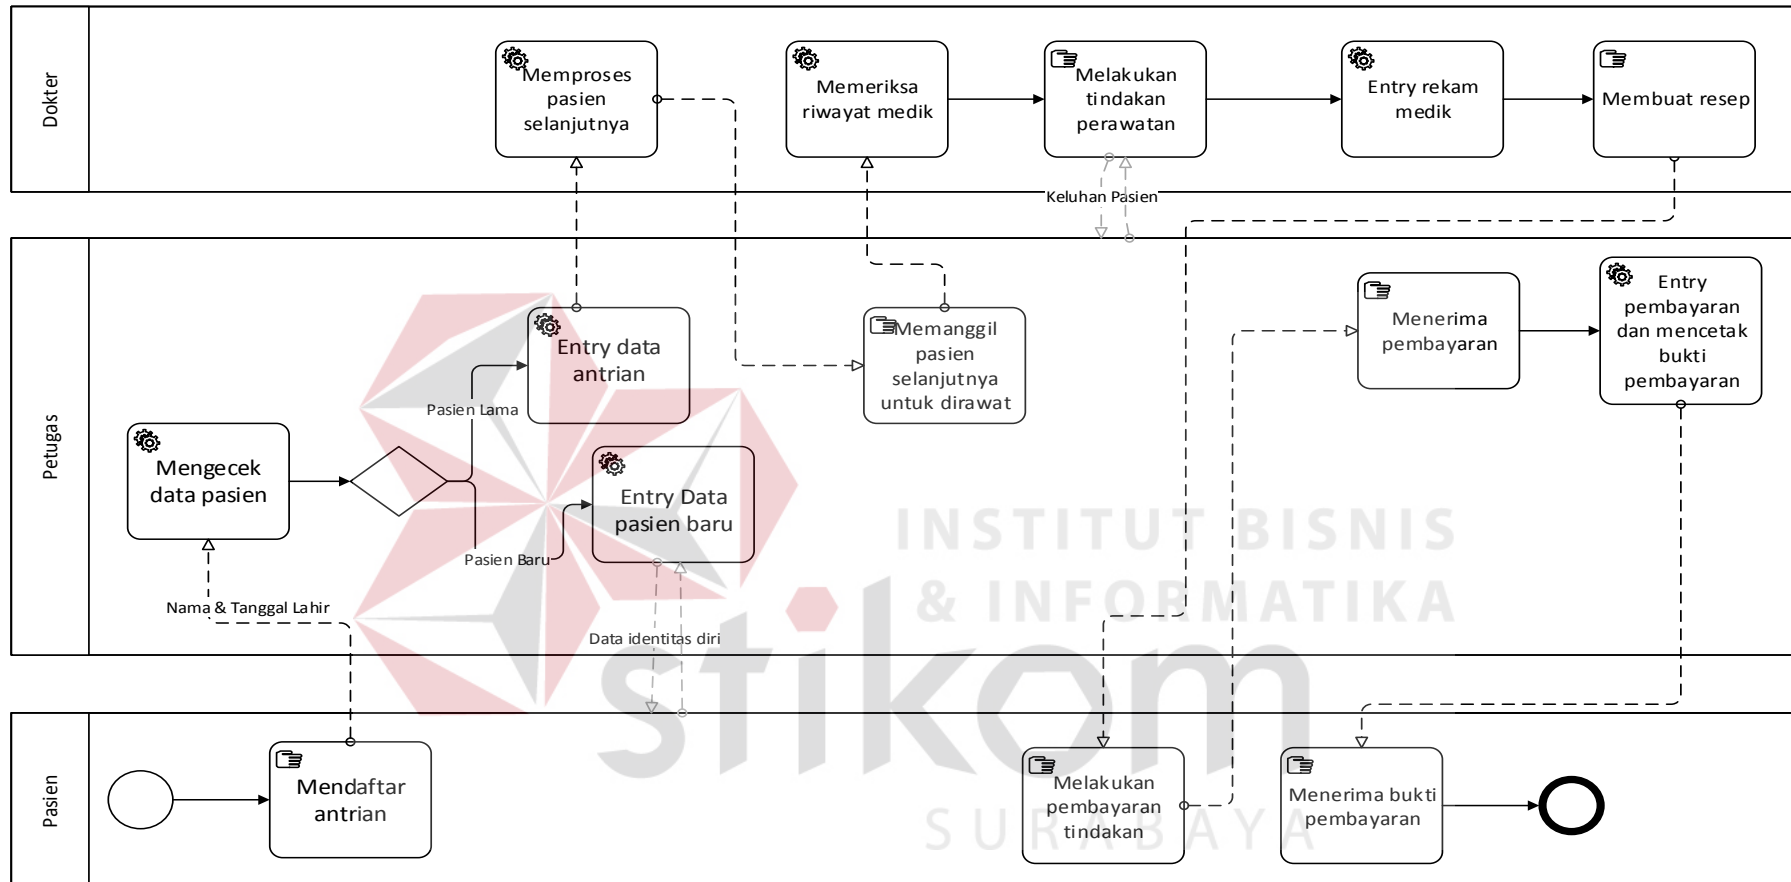 Dokter
Memproses
pasien
selanjutnya
Memeriksa
riwayat medik
Melakukan
tindakan
perawatan
Entry rekam
medik
Membuat resep
Keluhan Pasien
Petugas
Mengecek
data pasien
Pasien Lama
Pasien Baru
Entry data
antrian
Entry Data
pasien baru
Memanggil
pasien
selanjutnya
untuk dirawat
Menerima
pembayaran
Entry
pembayaran
dan mencetak
bukti
pembayaran
Nama & Tanggal Lahir
Data identitas diri
INSTITUT BISNIS
& INFORMATIKA
stikom
SURABAYA
Pasien
Mendaftar
antrian
Melakukan
pembayaran
tindakan
Menerima bukti
pembayaran